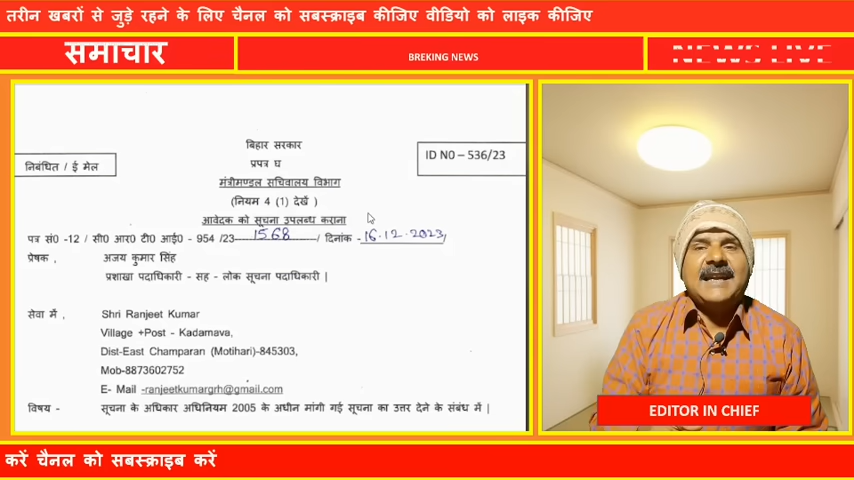 तरीन खबरों से जुड़े रहने के लिए चैनल को सबस्क्राइब कीजिए वीडियो को लाइक कीजिए
समाचार
BREKING NEWS
NEWS LIVE
बिहार सरकार
निबंधित / ई मेल
प्रपत्र घ
ID N0 – 536/23
मंत्रीमण्डल सचिवालय विभाग
(नियम 4 (1) देखें )
आवेदक को सूचना उपलब्ध कराना
पत्र सं0 -12 / सी0 आर0 टी0 आई0 - 954 /23 1568 / दिनांक - 16.12.2023,
प्रेषक , अजय कुमार सिंह
प्रशाखा पदाधिकारी - सह - लोक सूचना पदाधिकारी |
सेवा में , Shri Ranjeet Kumar
Village +Post - Kadamava,
Dist-East Champaran (Motihari)-845303,
Mob-8873602752
E- Mail -ranjeetkumargrh@gmail.com
विषय - सूचना के अधिकार अधिनियम 2005 के अधीन मांगी गई सूचना का उत्तर देने के संबंध में |
EDITOR IN CHIEF
करें चैनल को सबस्क्राइब करें